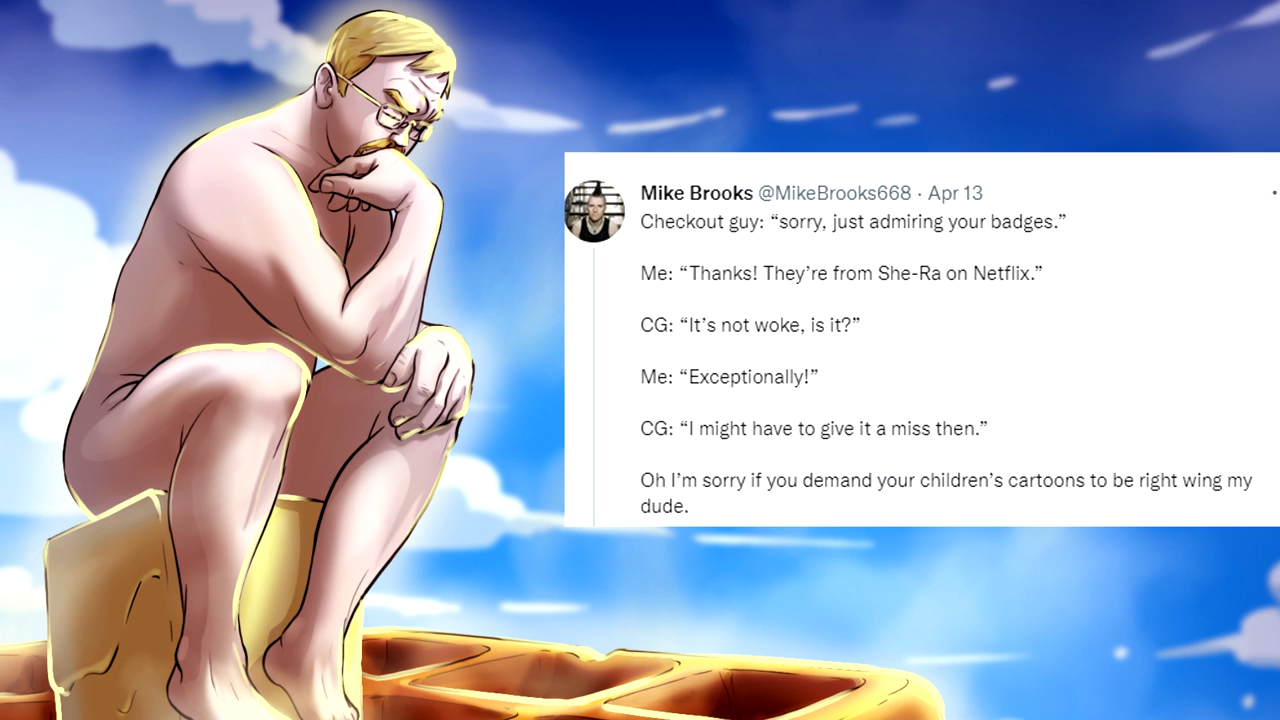 Mike Brooks @MikeBrooks668 · Apr 13
Checkout guy: “sorry, just admiring your badges.”
Me: “Thanks! They’re from She-Ra on Netflix.”
CG: “It’s not woke, is it?”
Me: “Exceptionally!”
CG: “I might have to give it a miss then.”
Oh I’m sorry if you demand your children’s cartoons to be right wing my
dude.